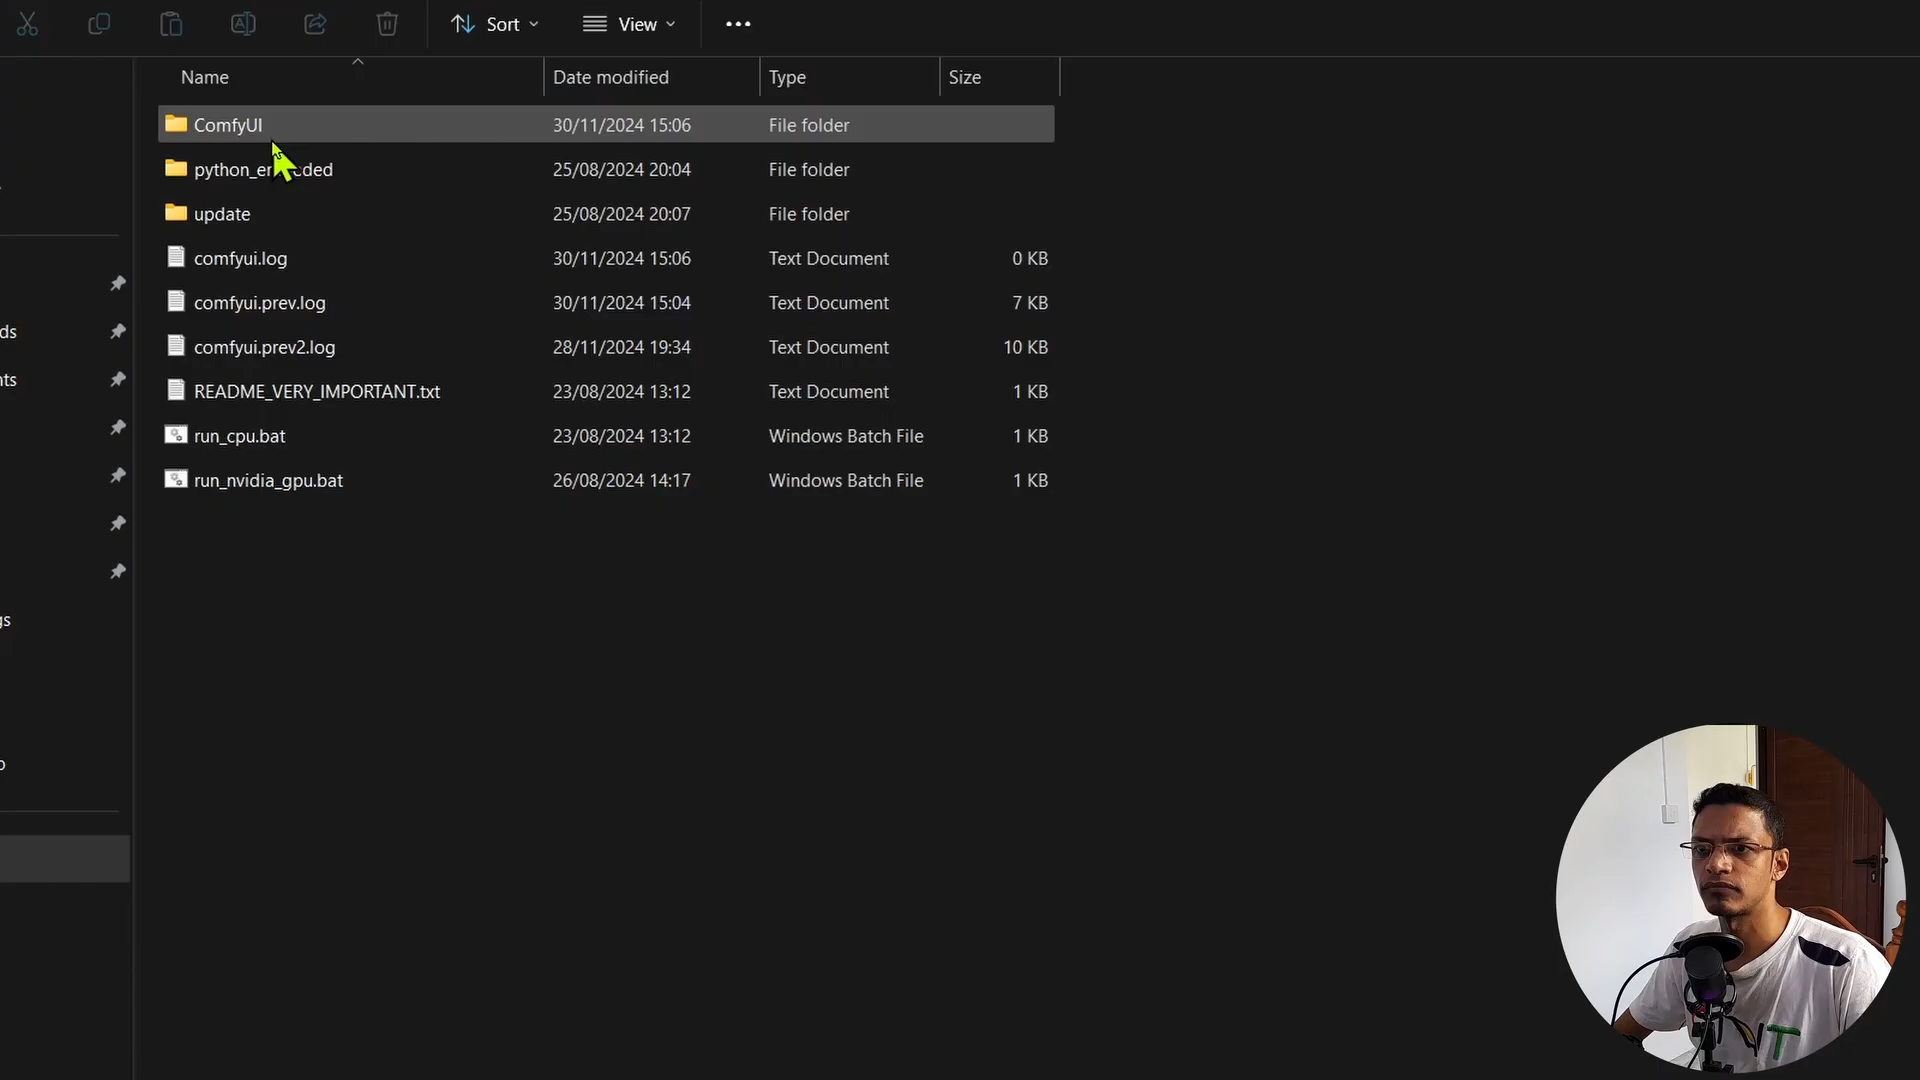 Sort
View
Name Date modified Type Size
ComfyUI 30/11/2024 15:06 File folder
25/08/2024 20:04 File folder
update 25/08/2024 20:07 File folder
comfyui.log 30/11/2024 15:06 Text Document 0 KB
comfyui.prev.log 30/11/2024 15:04 Text Document 7 KB
comfyui.prev2.log 28/11/2024 19:34 Text Document 10 KB
README_VERY_IMPORTANT.txt 23/08/2024 13:12 Text Document 1 KB
run_cpu.bat 23/08/2024 13:12 Windows Batch File 1 KB
run_nvidia_gpu.bat 26/08/2024 14:17 Windows Batch File 1 KB